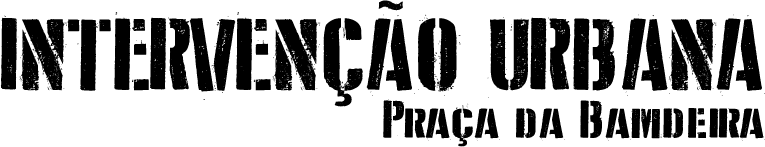 INTERVENÇÃO URBANA
PRAÇA DA BAMDEIRA